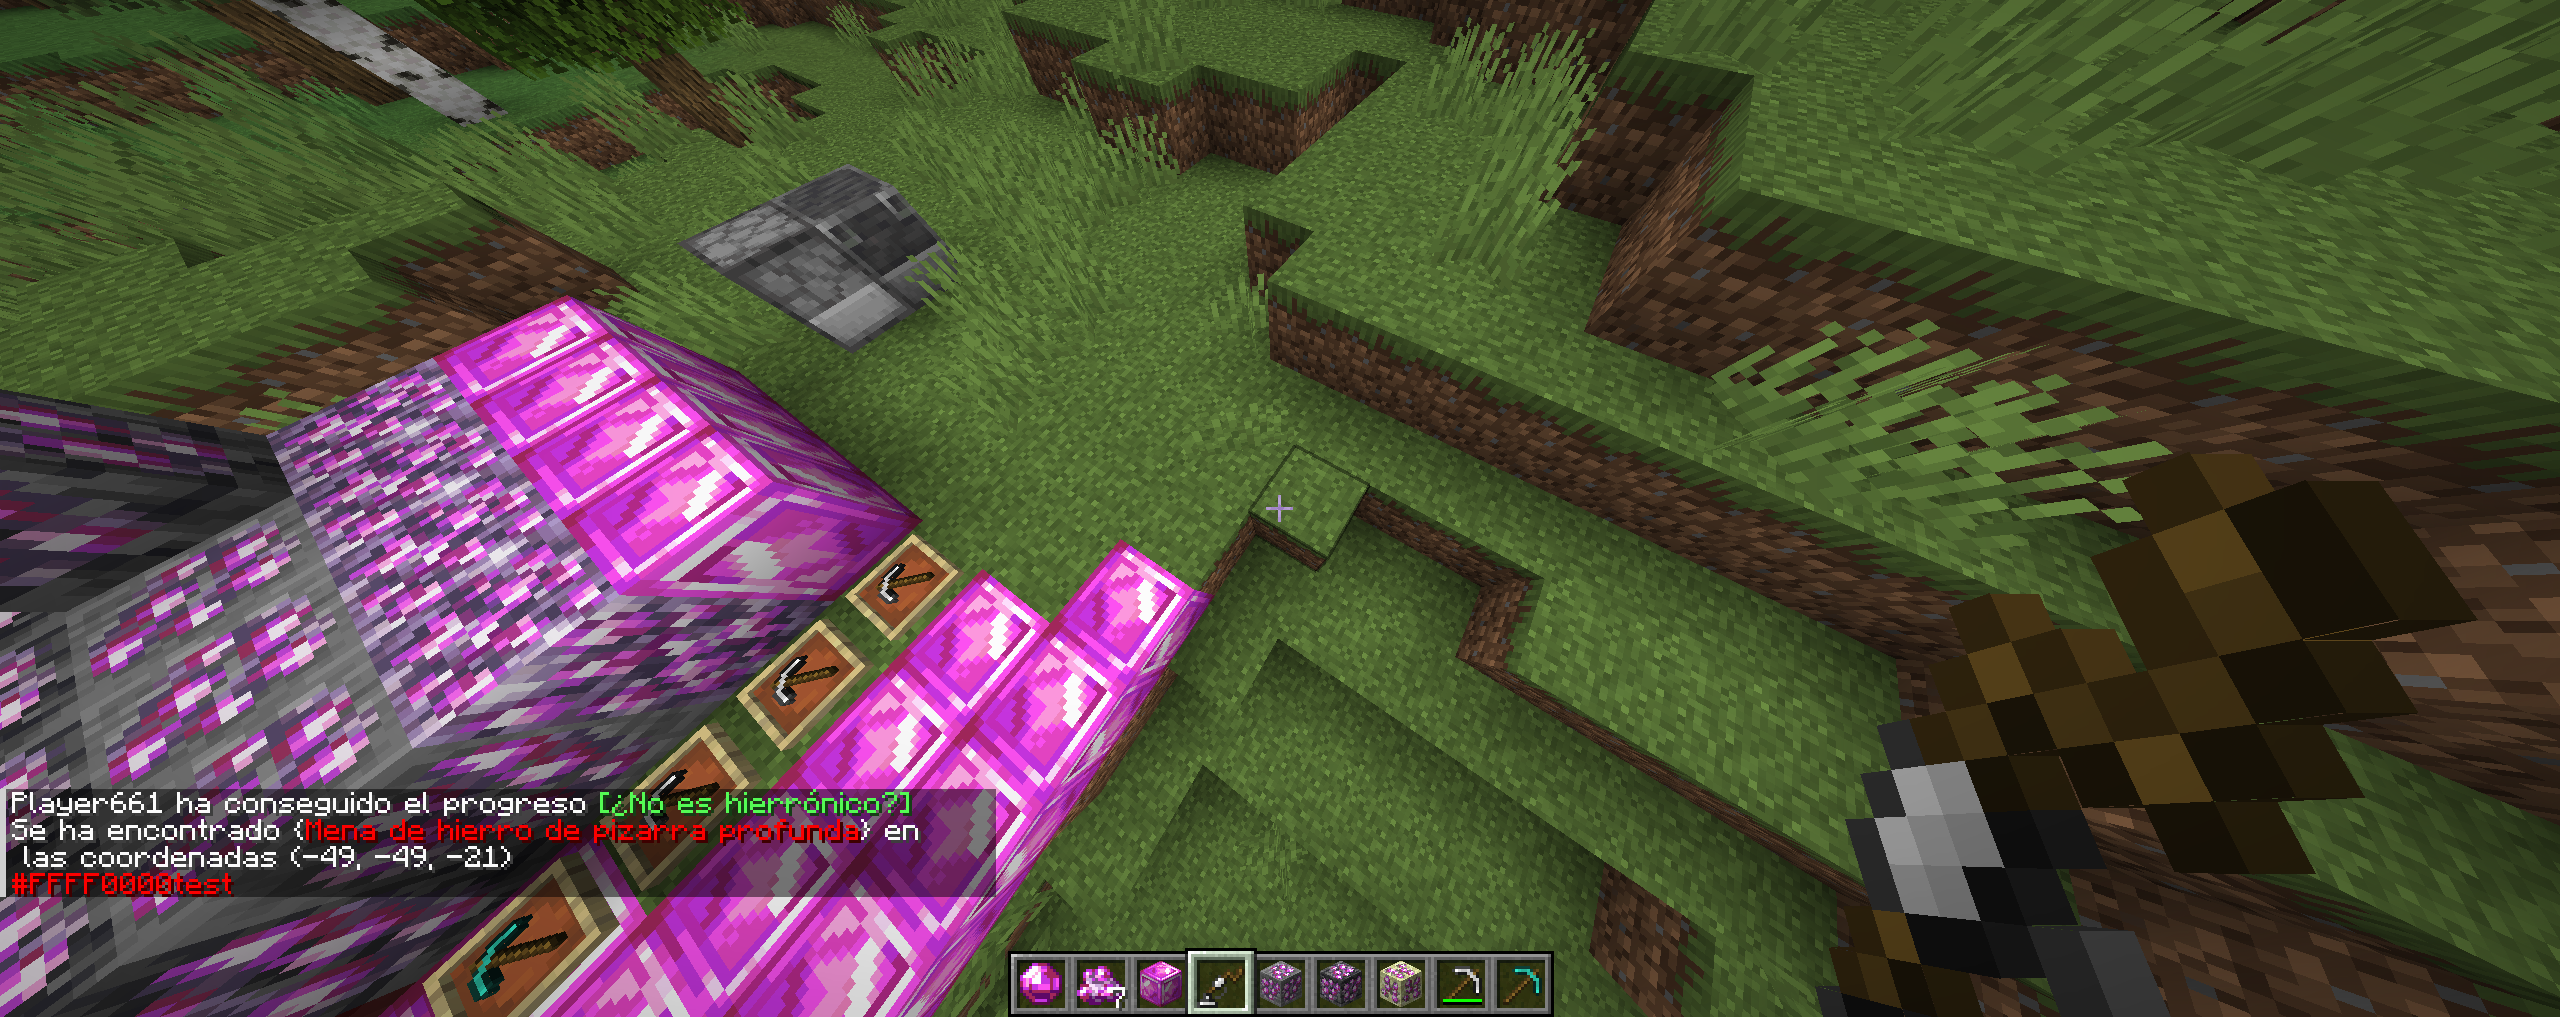 Player661 ha conseguido el progreso [¿No es hierrónico?]
Se ha encontrado (Mena de hierro de pizarra profunda) en
las coordenadas (-49, -49, -21)
#FFFF0000test
7